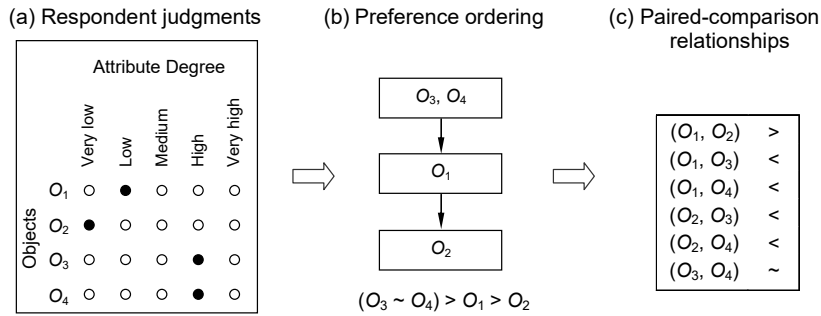 (a) Respondent judgments
Attribute Degree
Very low
Low
Medium
High
Very high
Objects
O1
O2
O3
O4
(b) Preference ordering
O3, O4
O1
O2
(O3 ~ O4) > O1 > O2
(c) Paired-comparison
relationships
(O1, O2) >
(O1, O3) <
(O1, O4) <
(O2, O3) <
(O2, O4) <
(O3, O4) ~